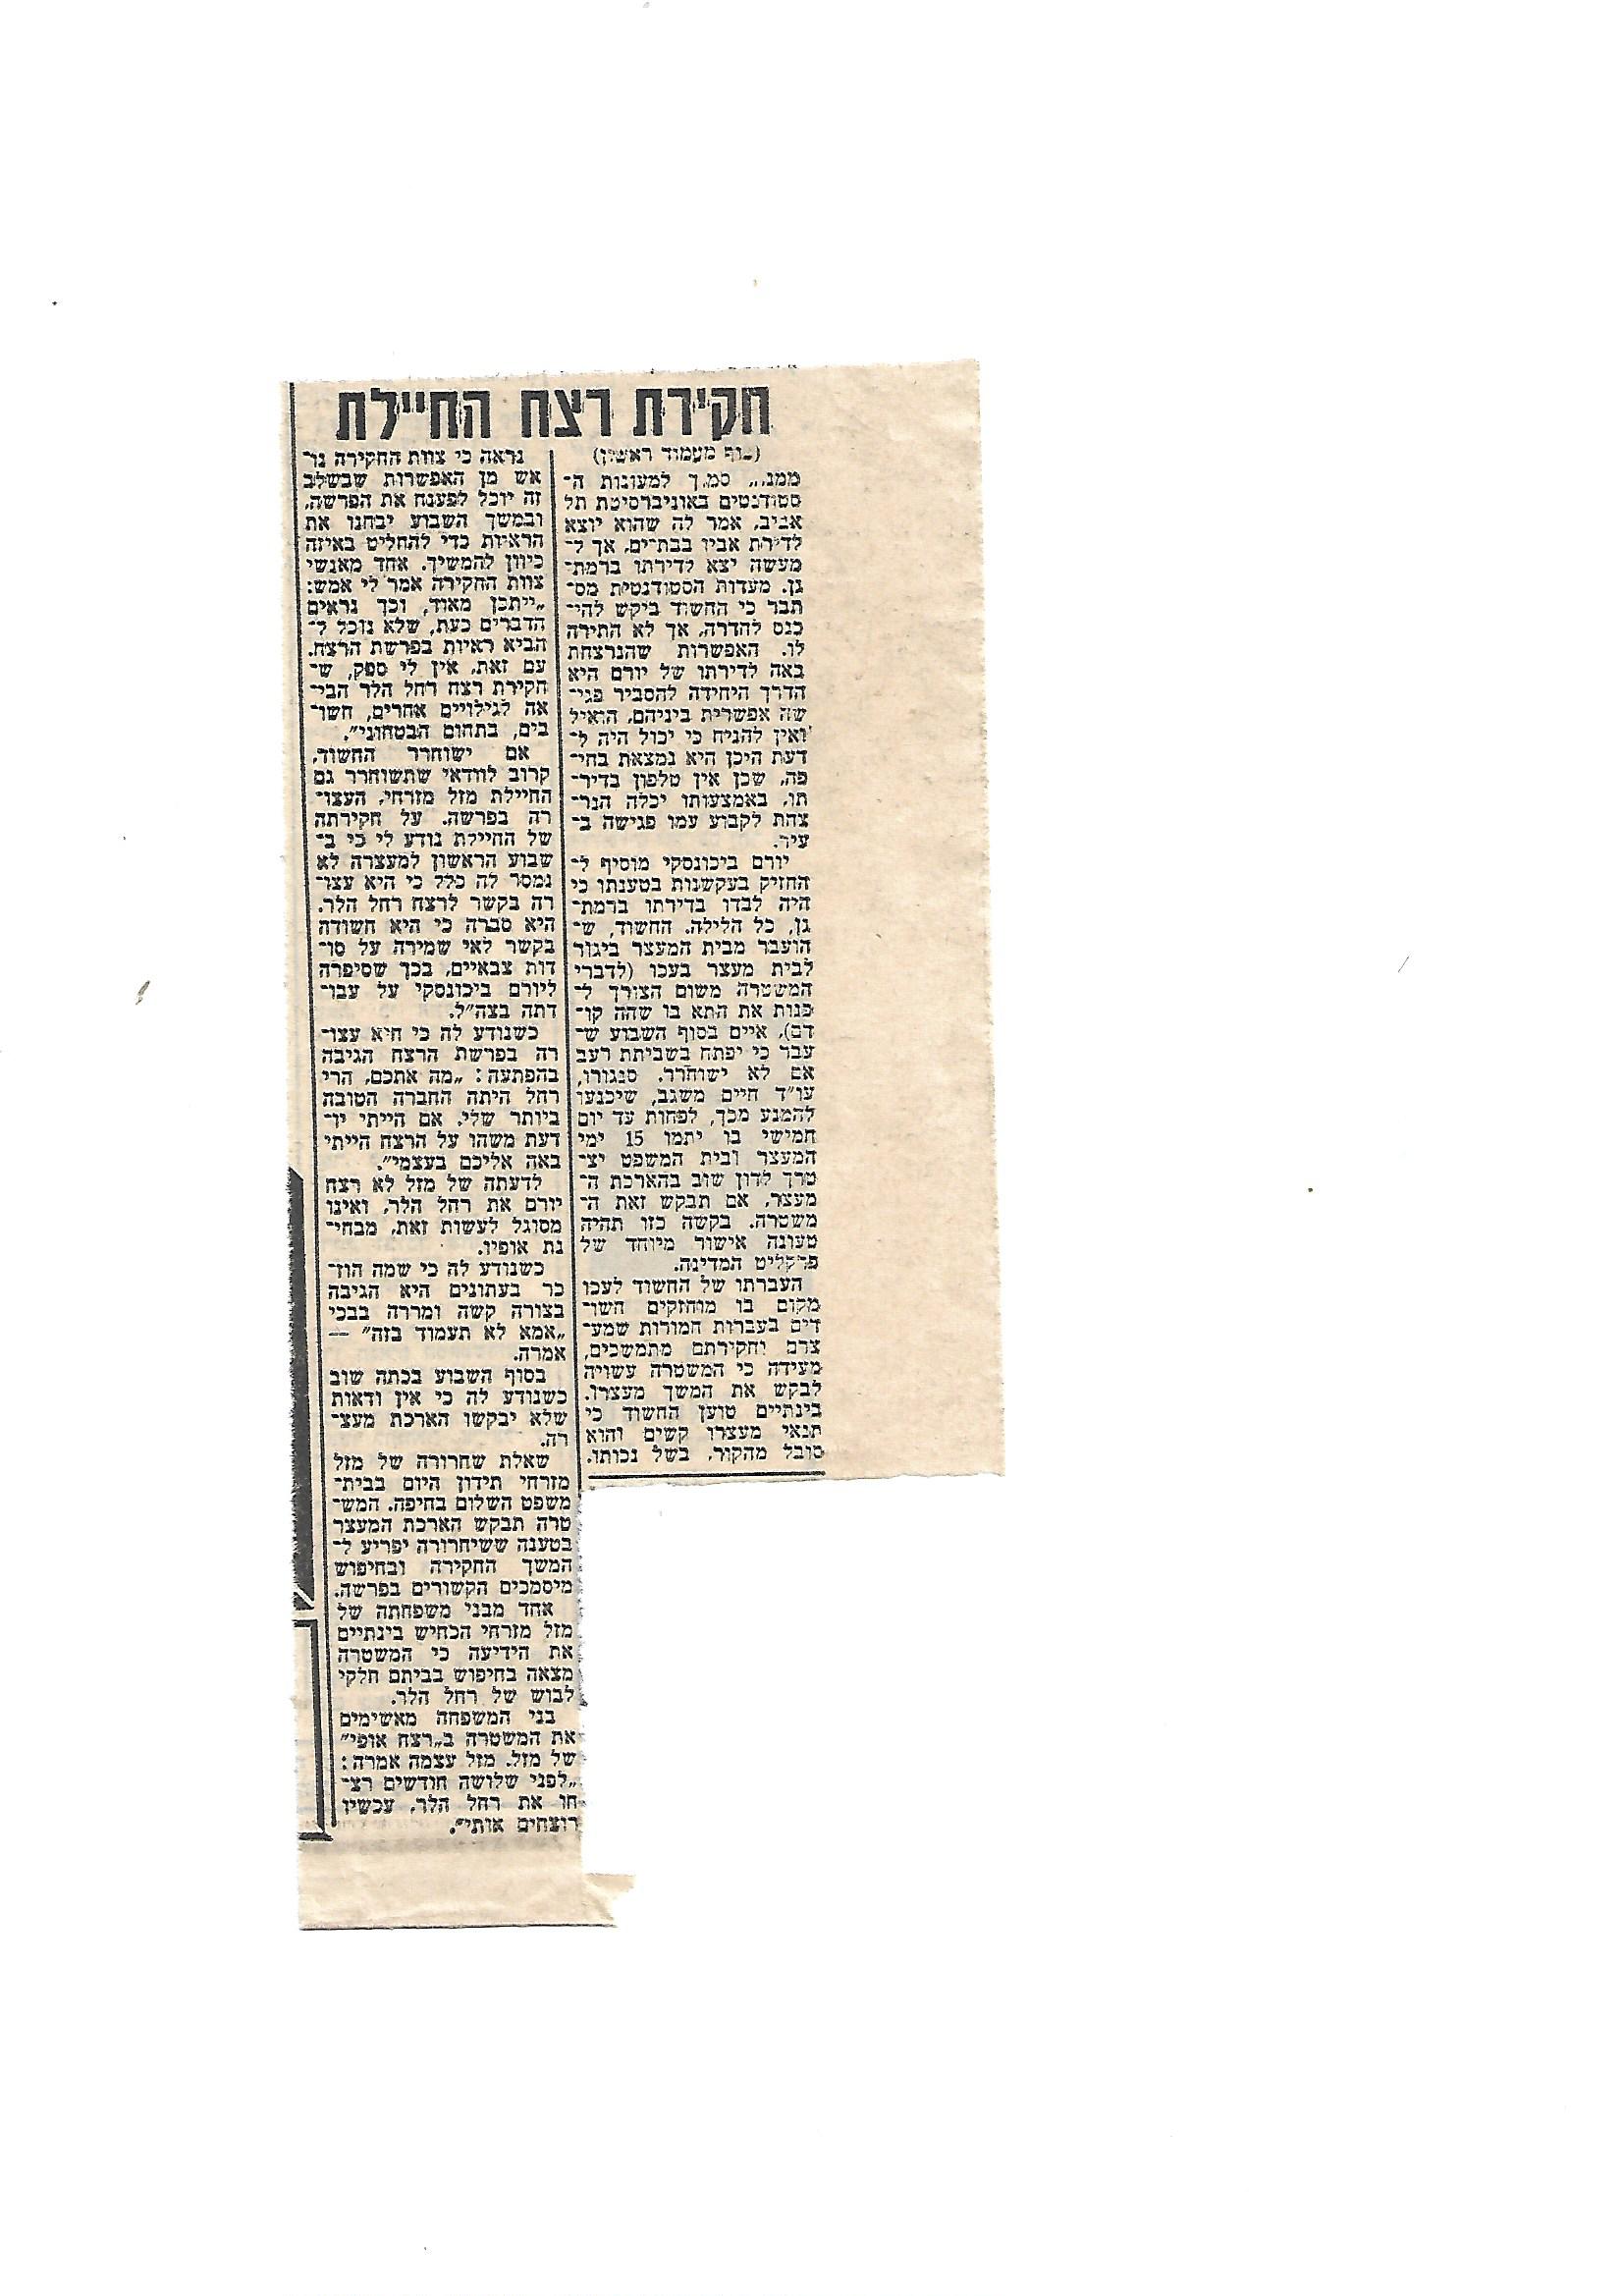 חקירת רצח החיילת
(סוף מעמוד ראשון)
ממנו, סמוך למעונות ה־
סטודנטים באוניברסיטת תל
אביב, אמר לה שהוא יוצא
לדירת אביו בבת־ים, אך ל־
מעשה יצא לדירתו ברמת־
גן. מעדות הסטודנטית מס־
תבר כי החשוד ביקש להי־
כנס לחדרה, אך לא התירה
לו. האפשרות שהנרצחת
באה לדירתו של יורם היא
הדרך היחידה להסביר פגי־
שה אפשרית ביניהם, הואיל
ואין להניח כי יכול היה ל־
דעת היכן היא נמצאת בחי־
פה, שכן אין טלפון בדיר־
תו, באמצעותו יכלה הנר־
צחת לקבוע עמו פגישה ב־
עיר.
יורם ביכונסקי מוסיף ל־
החזיק בעקשנות בטענתו כי
היה לבדו בדירתו ברמת־
גן, כל הלילה. החשוד, ש־
הועבר מבית המעצר ביגור
לבית מעצר בעכו (לדברי
המשטרה משום הצורך ל־
פנות את התא בו שהה קו־
דם), איים בסוף השבוע ש־
עבר כי יפתח בשביתת רעב
אם לא ישוחרר. סנגורו,
עו״ד חיים משגב, שיכנעו
להמנע מכך, לפחות עד יום
חמישי בו יתמו 15 ימי
המעצר ובית המשפט יצ־
טרך לדון שוב בהארכת ה־
מעצר, אם תבקש זאת ה־
משטרה. בקשה כזו תהיה
טעונה אישור מיוחד של
פרקליט המדינה.
העברתו של החשוד לעכו
מקום בו מוחזקים חשו־
דים בעברות חמורות שמע־
צרם וחקירתם מתמשכים,
מעידה כי המשטרה עשויה
לבקש את המשך מעצרו.
בינתיים טוען החשוד כי
תנאי מעצרו קשים והוא
סובל מהקור, בשל נכותו.
נראה כי צוות החקירה נו־
אש מן האפשרות שבשלב
זה יוכל לפענח את הפרשה,
ובמשך השבוע יבחנו את
הראיות כדי להחליט באיזה
כיוון להמשיך. אחד מאנשי
צוות החקירה אמר לי אמש:
„ייתכן מאוד, וכך נראים
הדברים כעת, שלא נוכל ל־
הביא ראיות בפרשת הרצח.
עם זאת, אין לי ספק, ש־
חקירת רצח רחל הלר הבי־
אה לגילויים אחרים, חשו־
בים, בתחום הבטחוני״.
אם ישוחרר החשוד,
קרוב לוודאי שתשוחרר גם
החיילת מזל מזרחי, העצו־
רה בפרשה. על חקירתה
של החיילת נודע לי כי ב־
שבוע הראשון למעצרה לא
נמסר לה כלל כי היא עצו־
רה בקשר לרצח רחל הלר.
היא סברה כי היא חשודה
בקשר לאי שמירה על סו־
דות צבאיים, בכך שסיפרה
ליורם ביכונסקי על עבו־
דתה בצה״ל.
כשנודע לה כי היא עצו־
רה בפרשת הרצח הגיבה
בהפתעה: „מה אתכם, הרי
רחל היתה החברה הטובה
ביותר שלי. אם הייתי יו־
דעת משהו על הרצח הייתי
באה אליכם בעצמי״.
לדעתה של מזל לא רצח
יורם את רחל הלר, ואינו
מסוגל לעשות זאת, מבחי־
נת אופיו.
כשנודע לה כי שמה הוז־
כר בעתונים היא הגיבה
בצורה קשה ומררה בבכי
„אמא לא תעמוד בזה״ —
אמרה.
בסוף השבוע בכתה שוב
כשנודע לה כי אין ודאות
שלא יבקשו הארכת מעצ־
רה.
שאלת שחרורה של מזל
מזרחי תידון היום בבית־
משפט השלום בחיפה. המש־
טרה תבקש הארכת המעצר
בטענה ששיחרורה יפריע ל־
המשך החקירה ובחיפוש
מיסמכים הקשורים בפרשה.
אחד מבני משפחתה של
מזל מזרחי הכחיש בינתיים
את הידיעה כי המשטרה
מצאה בחיפוש בביתם חלקי
לבוש של רחל הלר.
בני המשפחה מאשימים
את המשטרה ב„רצח אופי״
של מזל. מזל עצמה אמרה:
„לפני שלושה חודשים רצ־
חו את רחל הלר, עכשיו
רוצחים אותי״.